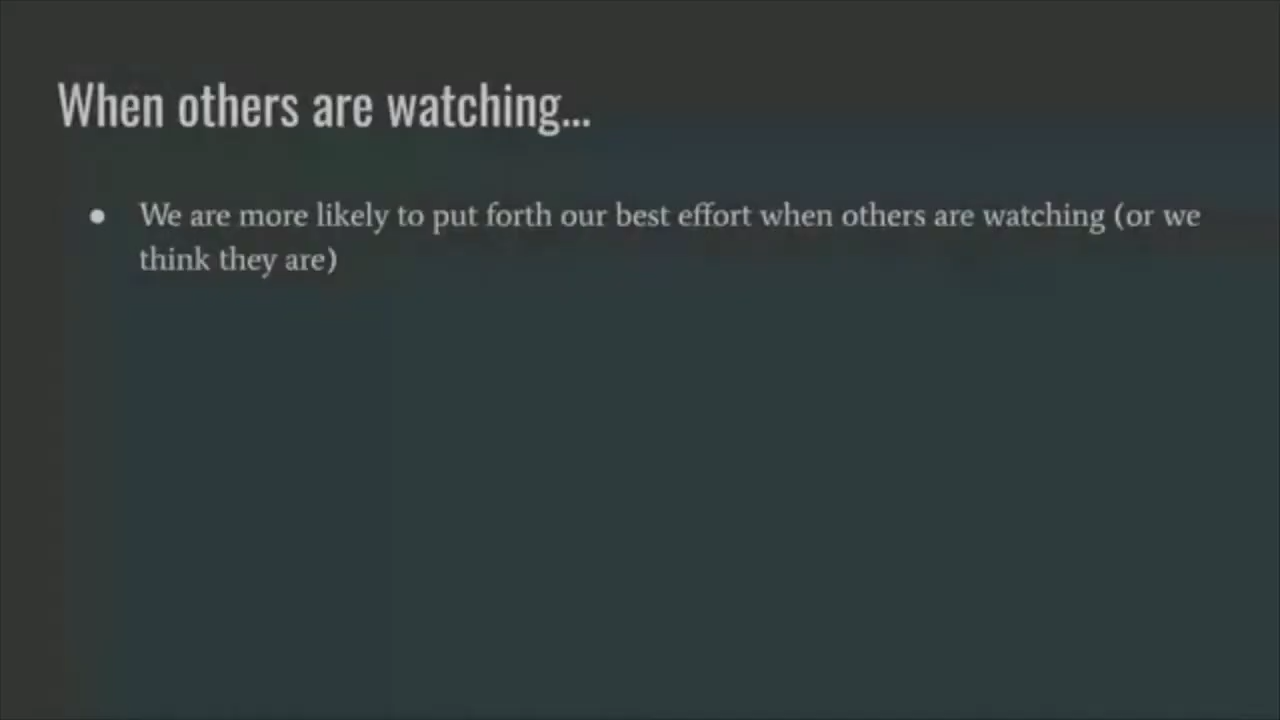 When others are watching...
● We are more likely to put forth our best effort when others are watching (or we
think they are)